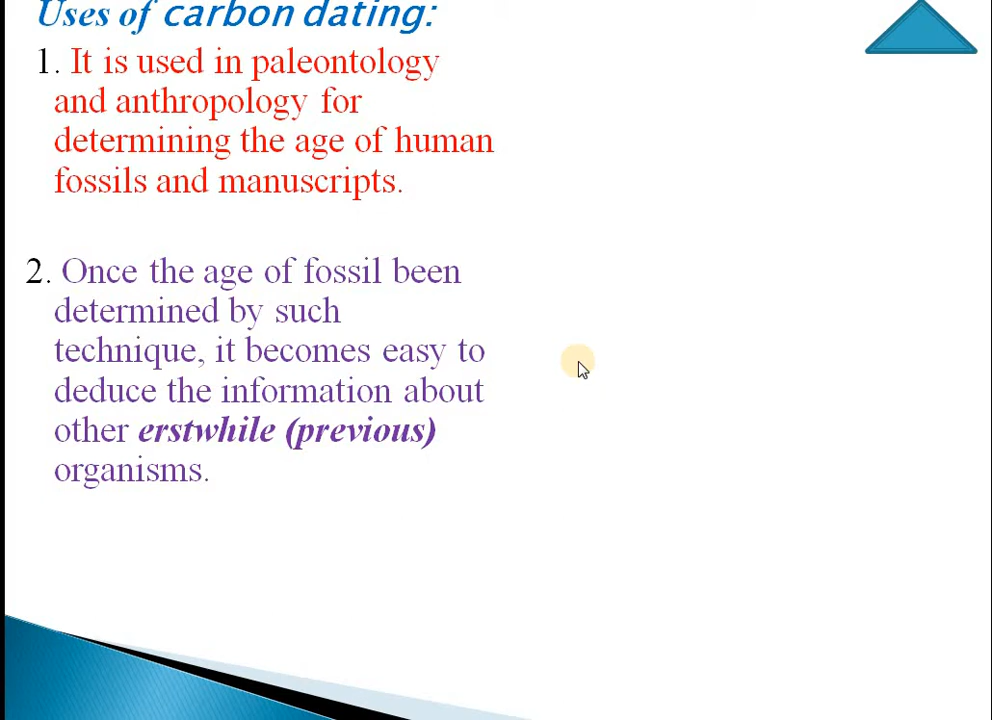 Uses of carbon dating:
1. It is used in paleontology
and anthropology for
determining the age of human
fossils and manuscripts.
2. Once the age of fossil been
determined by such
technique, it becomes easy to
deduce the information about
other erstwhile (previous)
organisms.